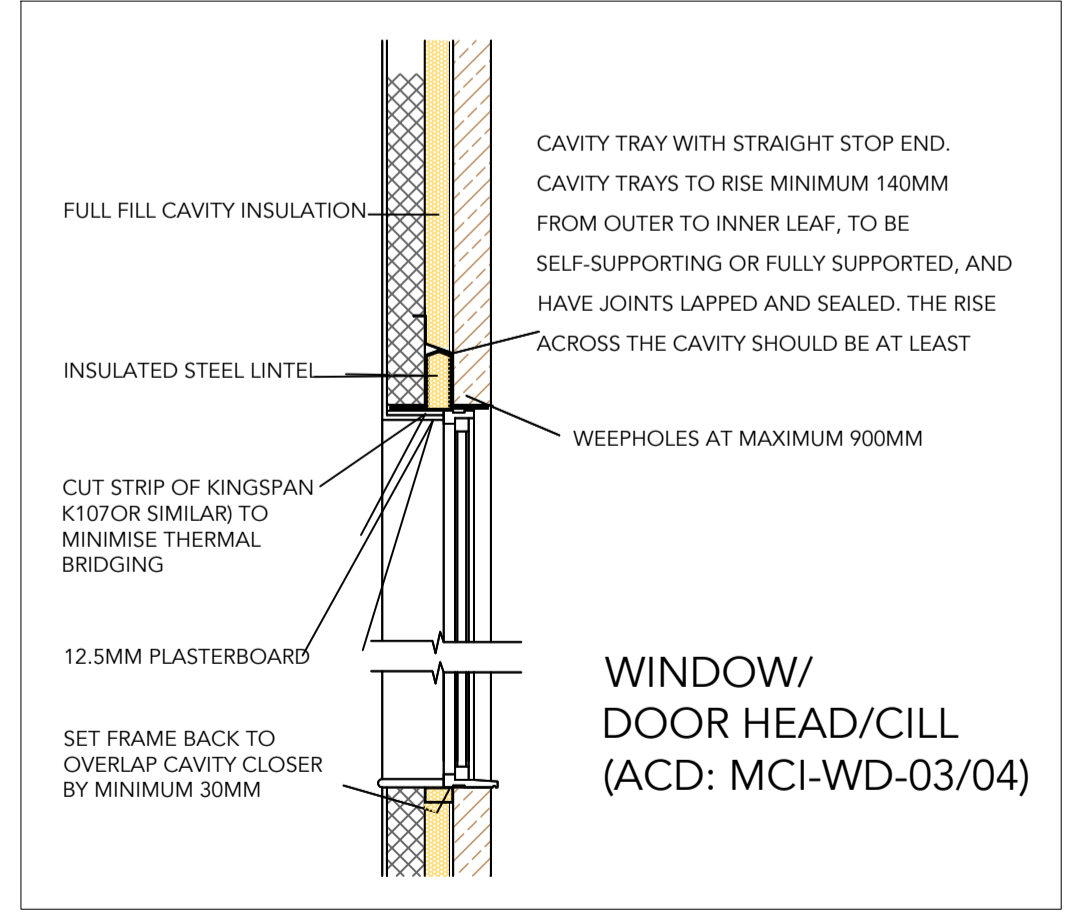 FULL FILL CAVITY INSULATION
INSULATED STEEL LINTEL
CUT STRIP OF KINGSPAN
K107OR SIMILAR) TO
MINIMISE THERMAL
BRIDGING
12.5MM PLASTERBOARD
SET FRAME BACK TO
OVERLAP CAVITY CLOSER
BY MINIMUM 30MM
CAVITY TRAY WITH STRAIGHT STOP END.
CAVITY TRAYS TO RISE MINIMUM 140MM
FROM OUTER TO INNER LEAF, TO BE
SELF-SUPPORTING OR FULLY SUPPORTED, AND
HAVE JOINTS LAPPED AND SEALED. THE RISE
ACROSS THE CAVITY SHOULD BE AT LEAST
WEEPHOLES AT MAXIMUM 900MM
WINDOW/
DOOR HEAD/CILL
(ACD: MCI-WD-03/04)